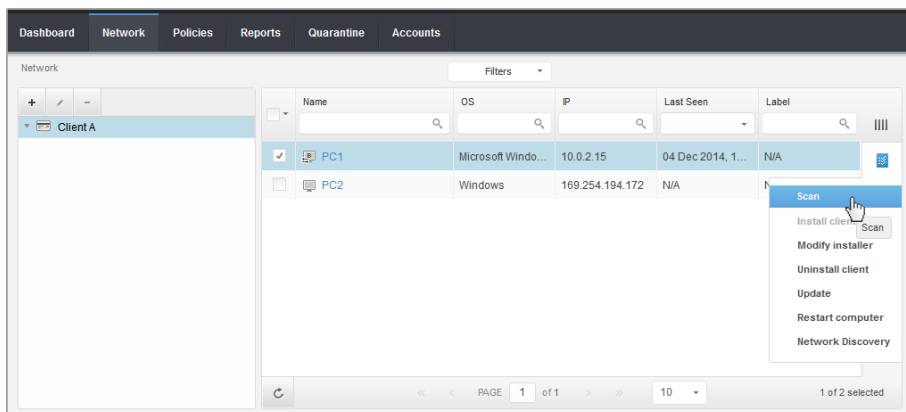 Dashboard Network Policies Reports Quarantine Accounts
Network Filters
Client A
Name OS IP Last Seen Label
PC1 Microsoft Windo... 10.0.2.15 04 Dec 2014, 1... N/A
PC2 Windows 169.254.194.172 N/A
Scan
Install clien
Scan
Modify installer
Uninstall client
Update
Restart computer
Network Discovery
PAGE 1 of 1 10 1 of 2 selected